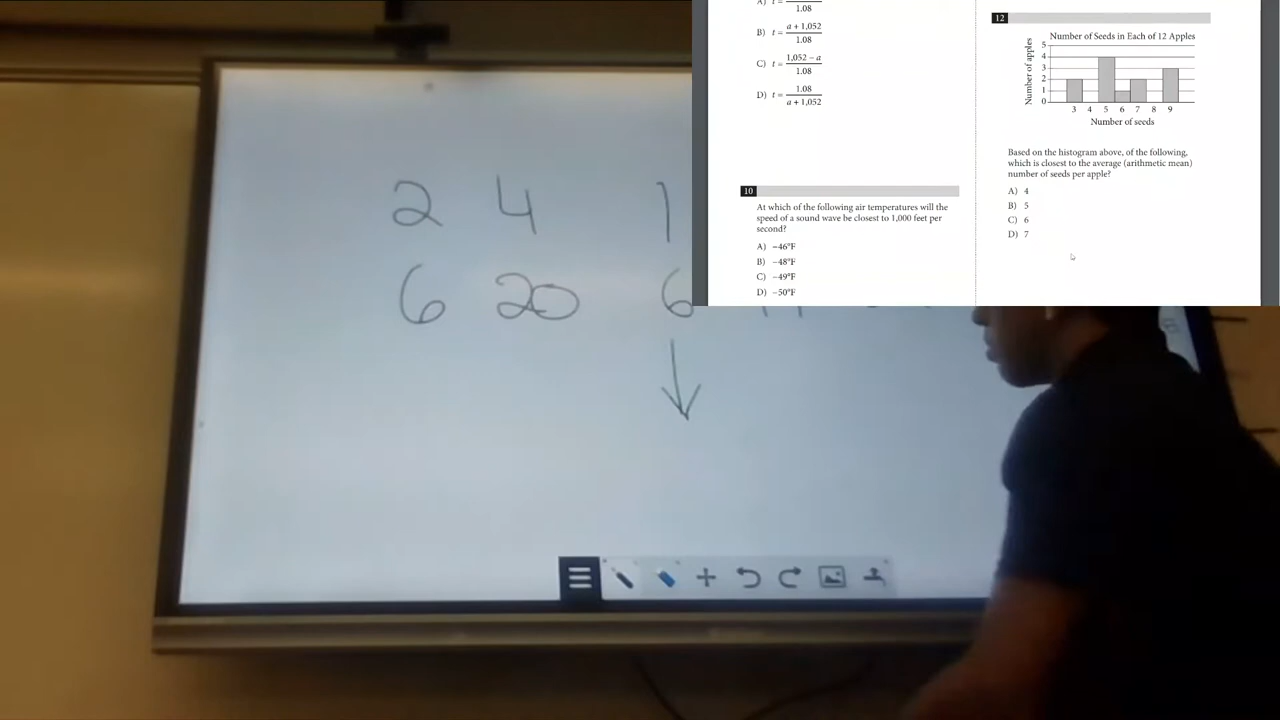 A) t = 1.08
B) t = a + 1,052 / 1.08
C) t = 1,052 − a / 1.08
D) t = 1.08 / a + 1,052
10
At which of the following air temperatures will the
speed of a sound wave be closest to 1,000 feet per
second?
A) −46°F
B) −48°F
C) −49°F
D) −50°F
12
Number of Seeds in Each of 12 Apples
Number of apples
5
4
3
2
1
0
3 4 5 6 7 8 9
Number of seeds
Based on the histogram above, of the following,
which is closest to the average (arithmetic mean)
number of seeds per apple?
A) 4
B) 5
C) 6
D) 7
2 4 1
6 20 6